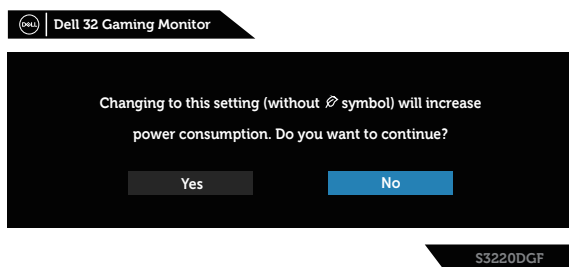 DELL Dell 32 Gaming Monitor
Changing to this setting (without symbol) will increase
power consumption. Do you want to continue?
Yes No
S3220DGF